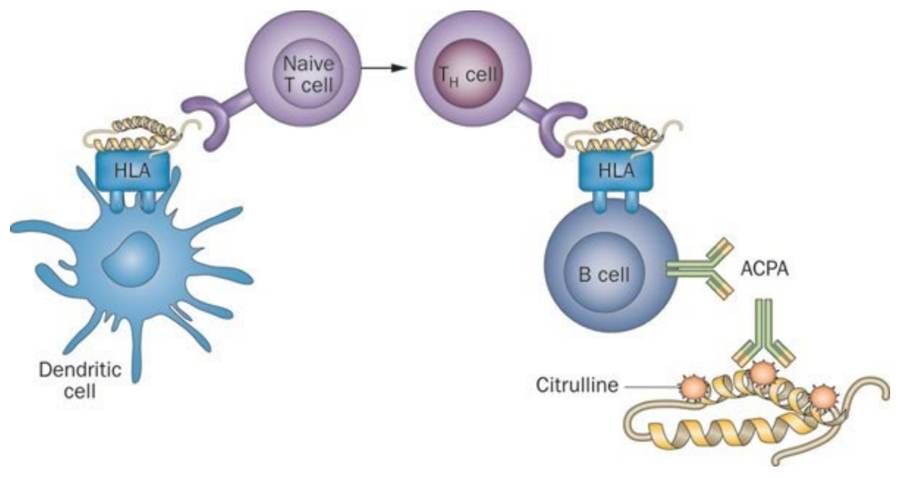 Naive
T cell
TH cell
HLA
HLA
B cell
ACPA
Dendritic
cell
Citrulline